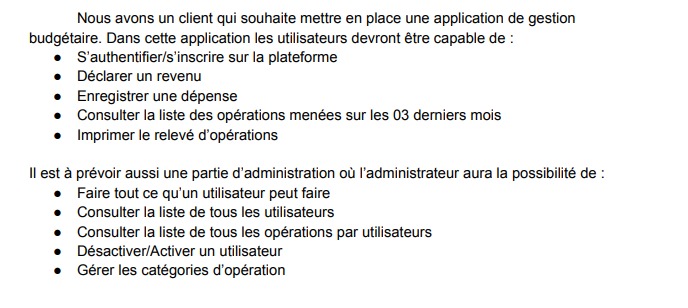 Nous avons un client qui souhaite mettre en place une application de gestion
budgétaire. Dans cette application les utilisateurs devront être capable de :
● S’authentifier/s’inscrire sur la plateforme
● Déclarer un revenu
● Enregistrer une dépense
● Consulter la liste des opérations menées sur les 03 derniers mois
● Imprimer le relevé d’opérations
Il est à prévoir aussi une partie d’administration où l’administrateur aura la possibilité de :
● Faire tout ce qu’un utilisateur peut faire
● Consulter la liste de tous les utilisateurs
● Consulter la liste de tous les opérations par utilisateurs
● Désactiver/Activer un utilisateur
● Gérer les catégories d’opération